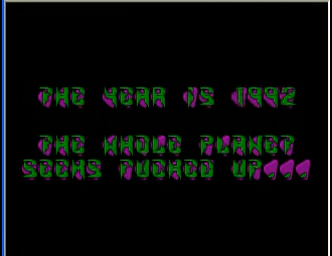 THE YEAR IS 1992
THE WHOLE PLANET
SEEMS FUCKED UP...